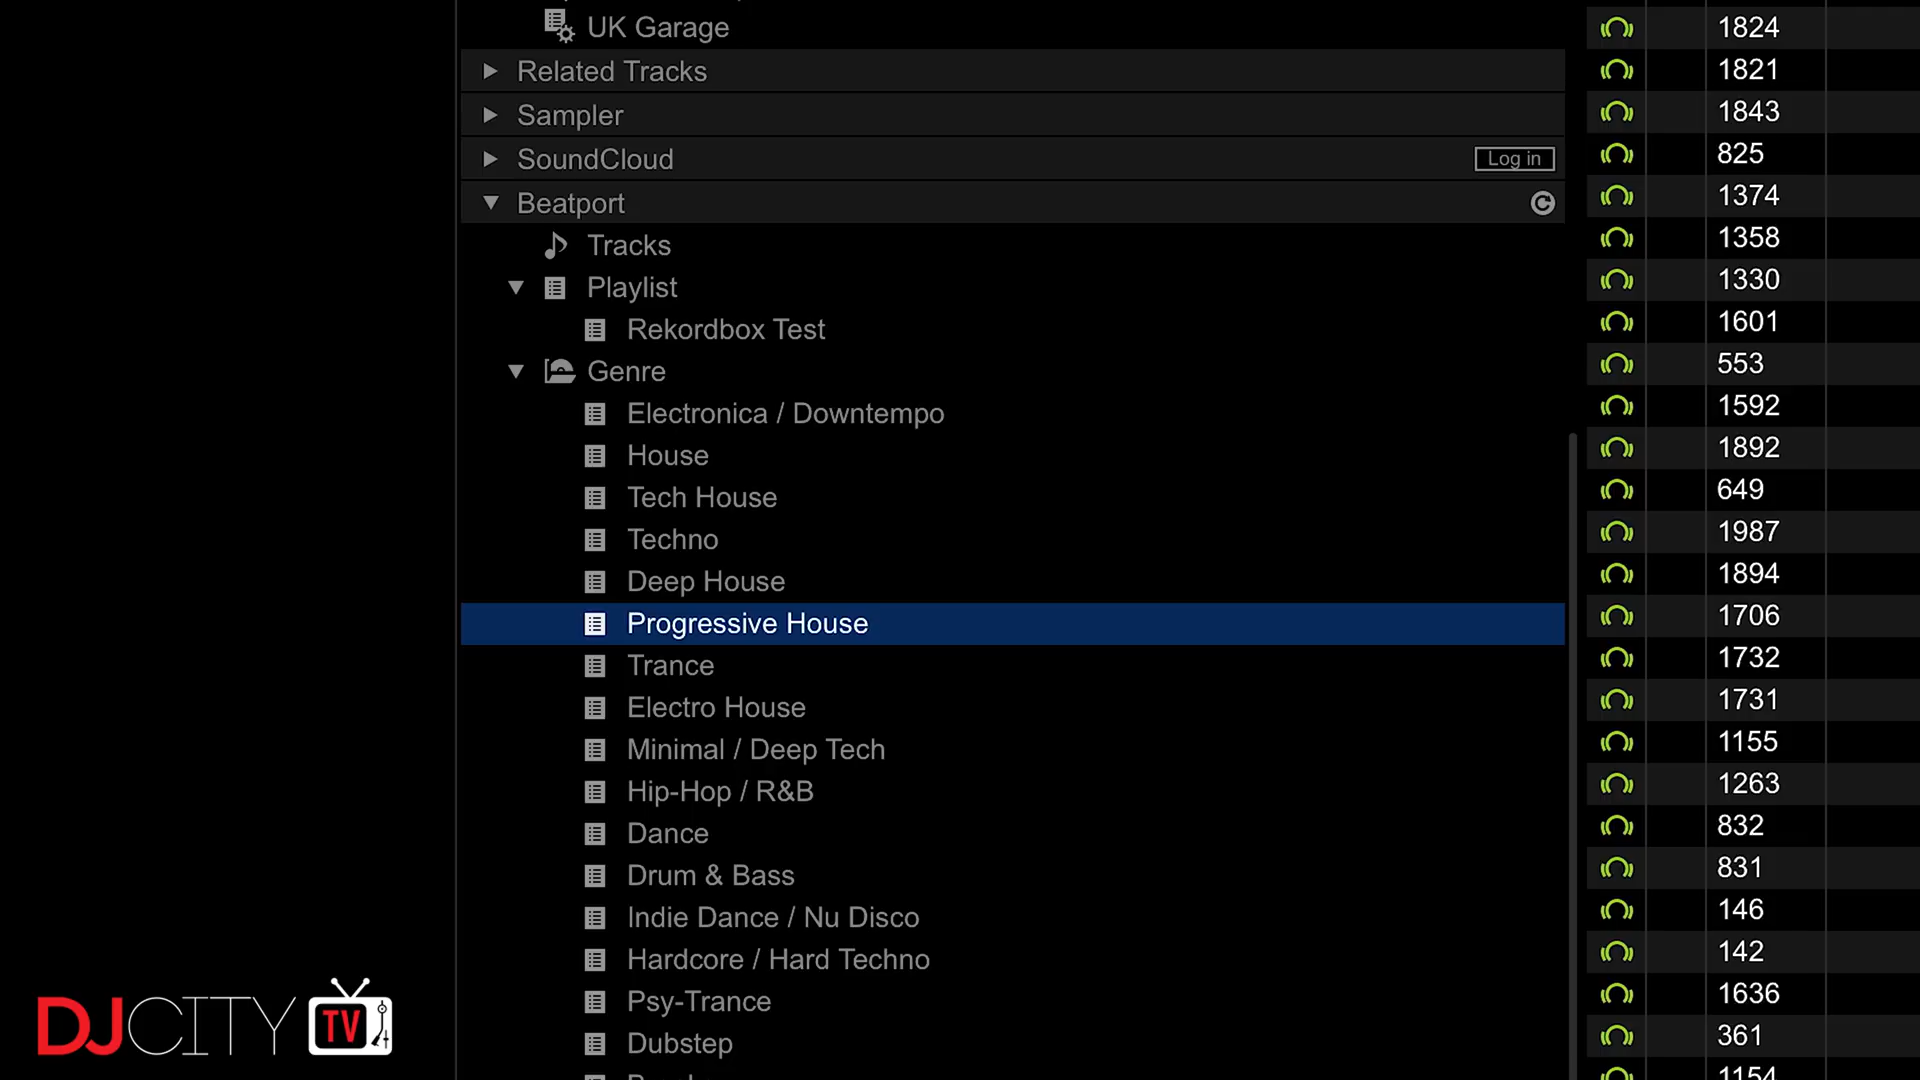 UK Garage
Related Tracks
Sampler
SoundCloud
Log in
Beatport
Tracks
Playlist
Rekordbox Test
Genre
Electronica / Downtempo
House
Tech House
Techno
Deep House
Progressive House
Trance
Electro House
Minimal / Deep Tech
Hip-Hop / R&B
Dance
Drum & Bass
Indie Dance / Nu Disco
Hardcore / Hard Techno
Psy-Trance
Dubstep
1824
1821
1843
825
1374
1358
1330
1601
553
1592
1892
649
1987
1894
1706
1732
1731
1155
1263
832
831
146
142
1636
361
1154
DJCITY TV